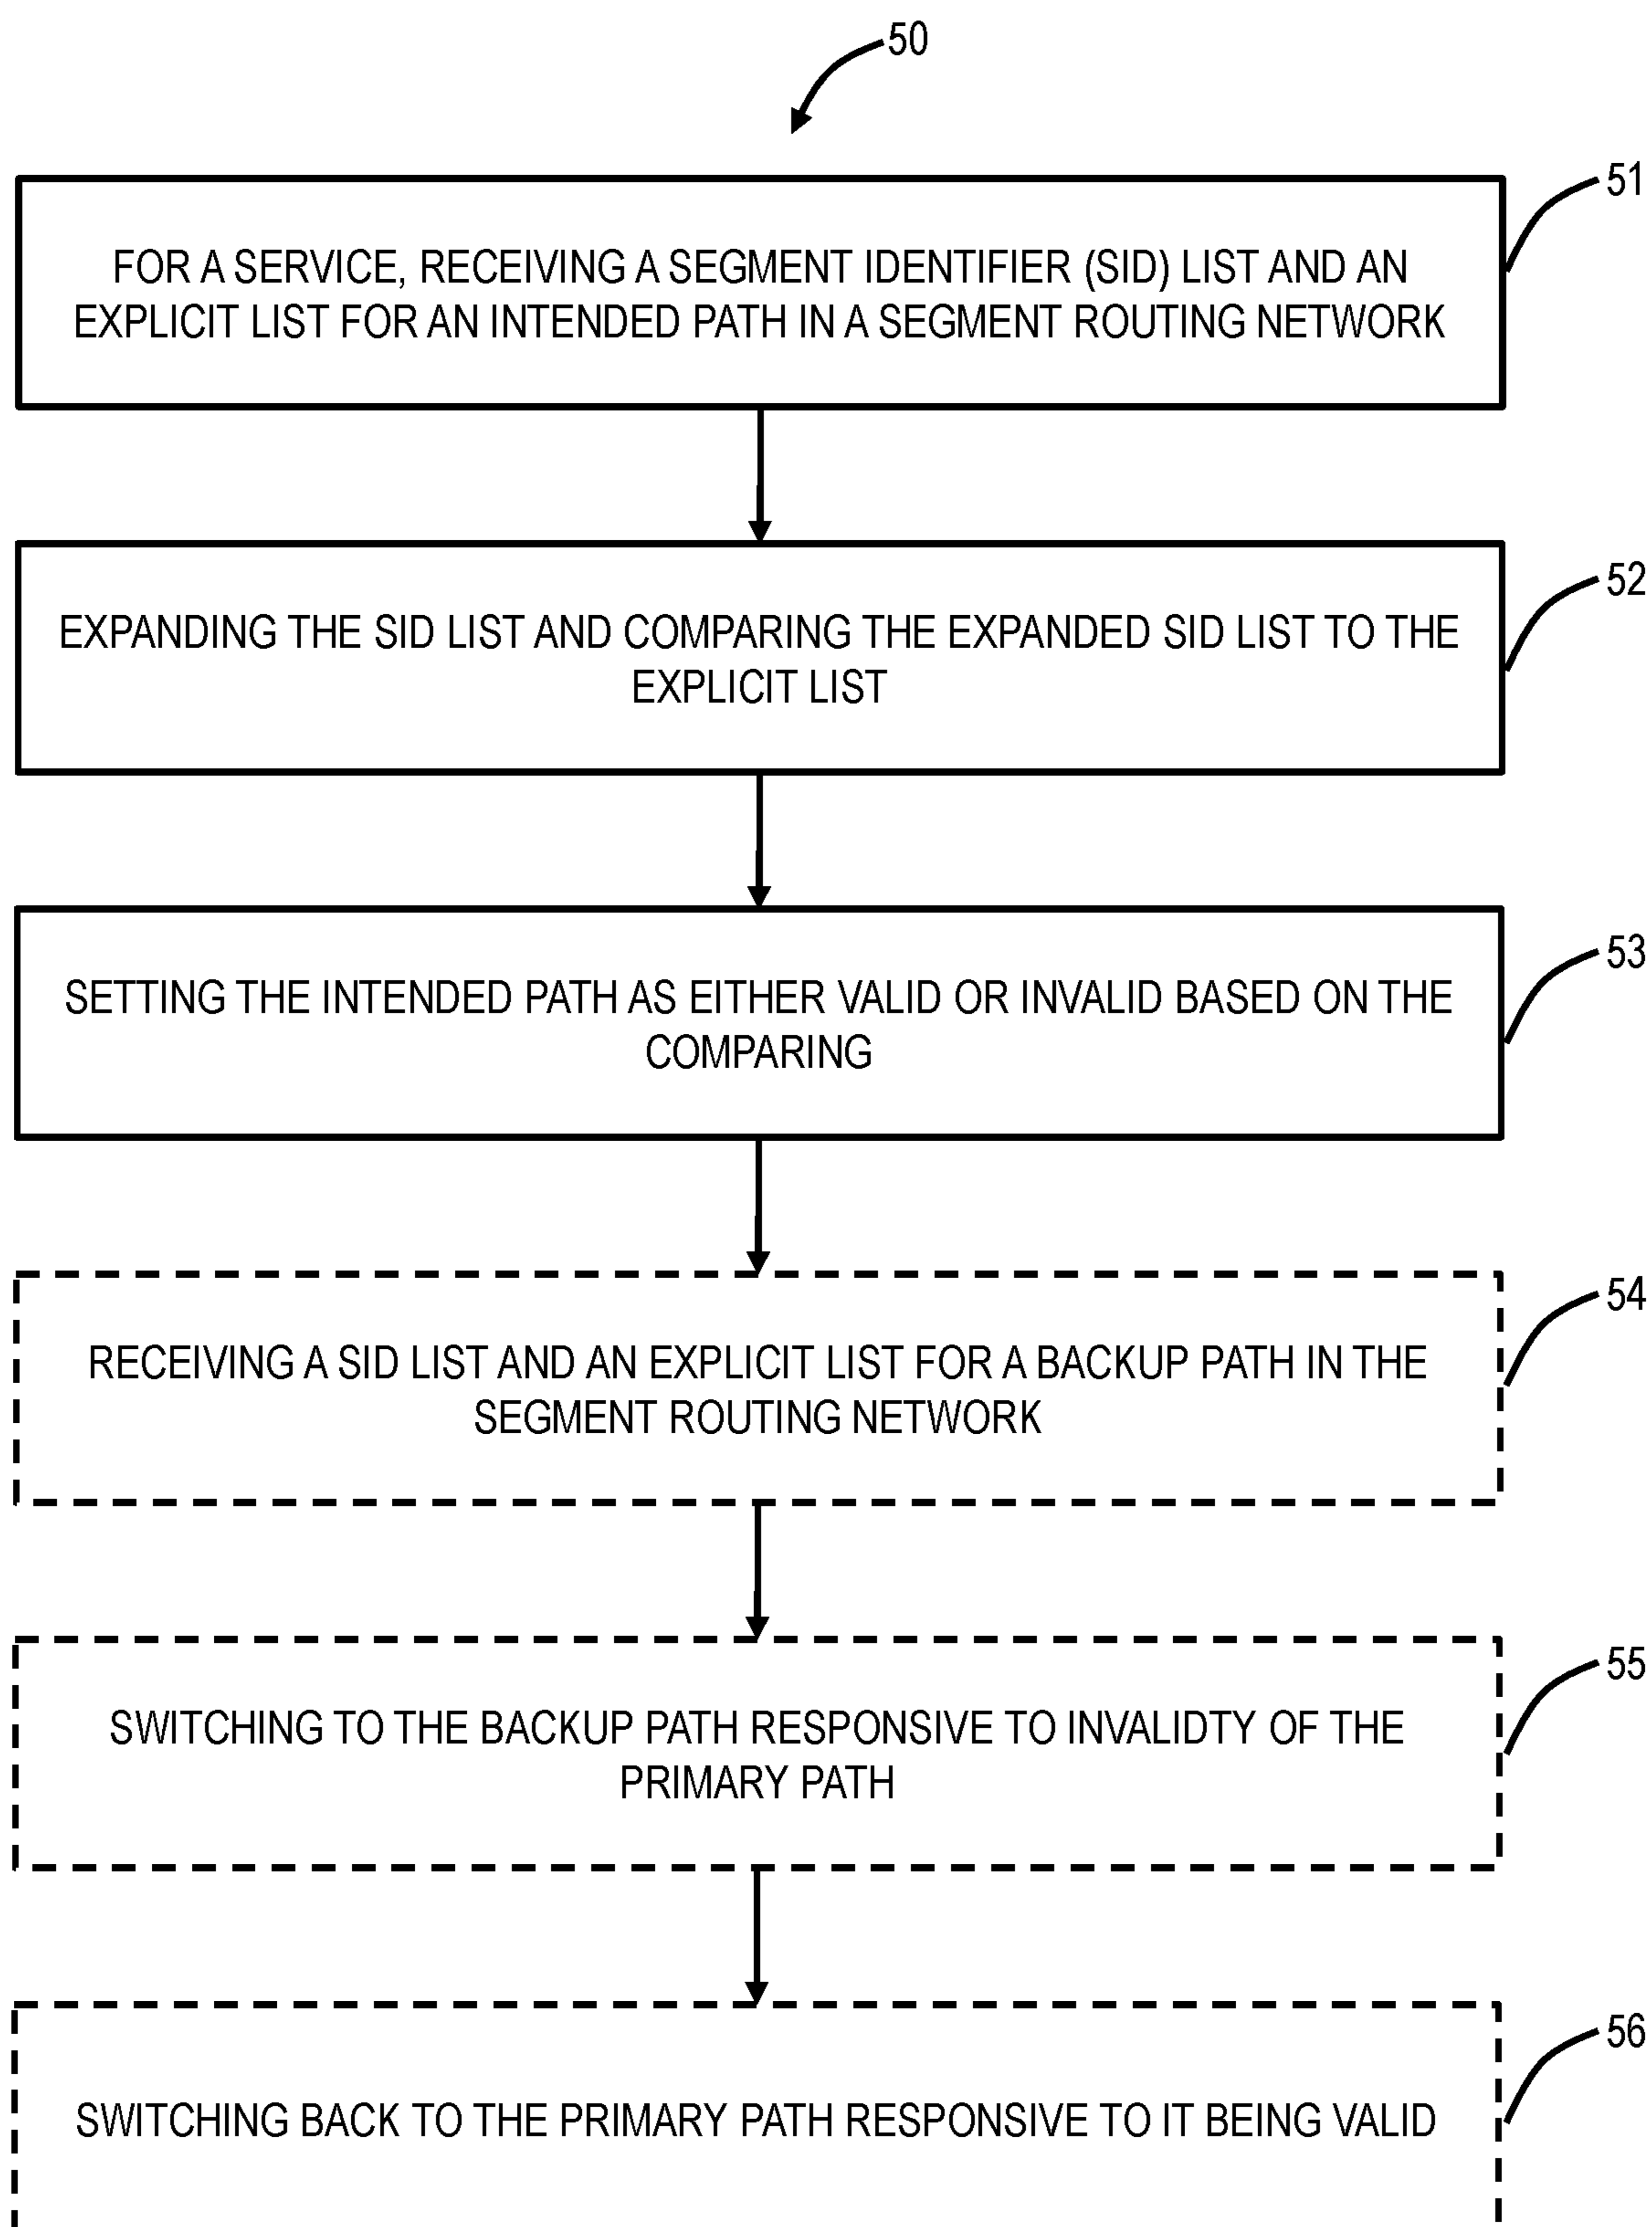 50
51
FOR A SERVICE, RECEIVING A SEGMENT IDENTIFIER (SID) LIST AND AN
EXPLICIT LIST FOR AN INTENDED PATH IN A SEGMENT ROUTING NETWORK
52
EXPANDING THE SID LIST AND COMPARING THE EXPANDED SID LIST TO THE
EXPLICIT LIST
53
SETTING THE INTENDED PATH AS EITHER VALID OR INVALID BASED ON THE
COMPARING
54
RECEIVING A SID LIST AND AN EXPLICIT LIST FOR A BACKUP PATH IN THE
SEGMENT ROUTING NETWORK
55
SWITCHING TO THE BACKUP PATH RESPONSIVE TO INVALIDTY OF THE
PRIMARY PATH
56
SWITCHING BACK TO THE PRIMARY PATH RESPONSIVE TO IT BEING VALID